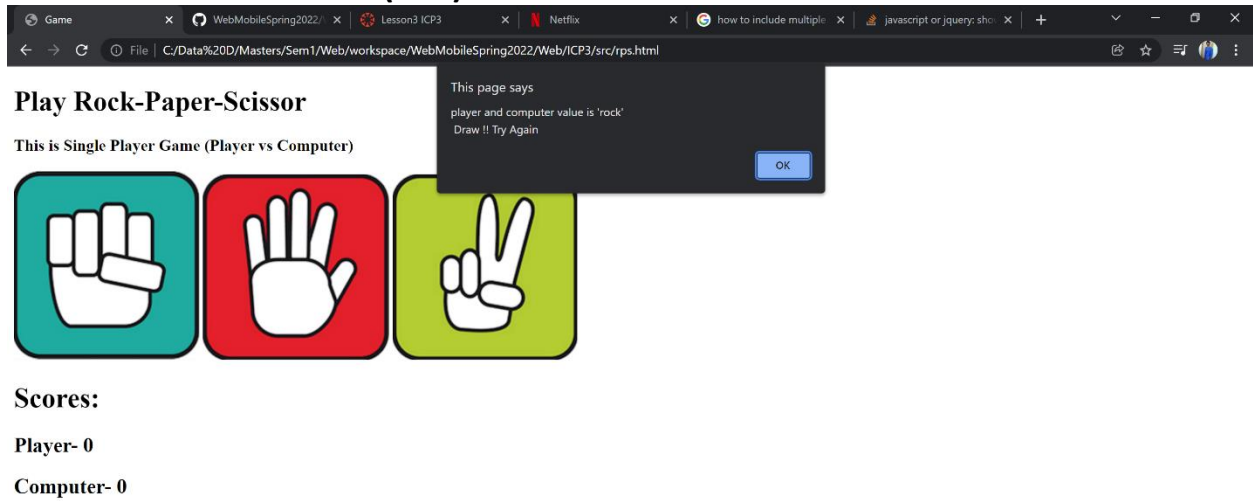 Game
WebMobileSpring2022/\
Lesson3 ICP3
Netflix
how to include multiple
javascript or jquery: sho
File | C:/Data%20D/Masters/Sem1/Web/workspace/WebMobileSpring2022/Web/ICP3/src/rps.html
This page says
player and computer value is 'rock'
Draw !! Try Again
OK
Play Rock-Paper-Scissor
This is Single Player Game (Player vs Computer)
Scores:
Player- 0
Computer- 0